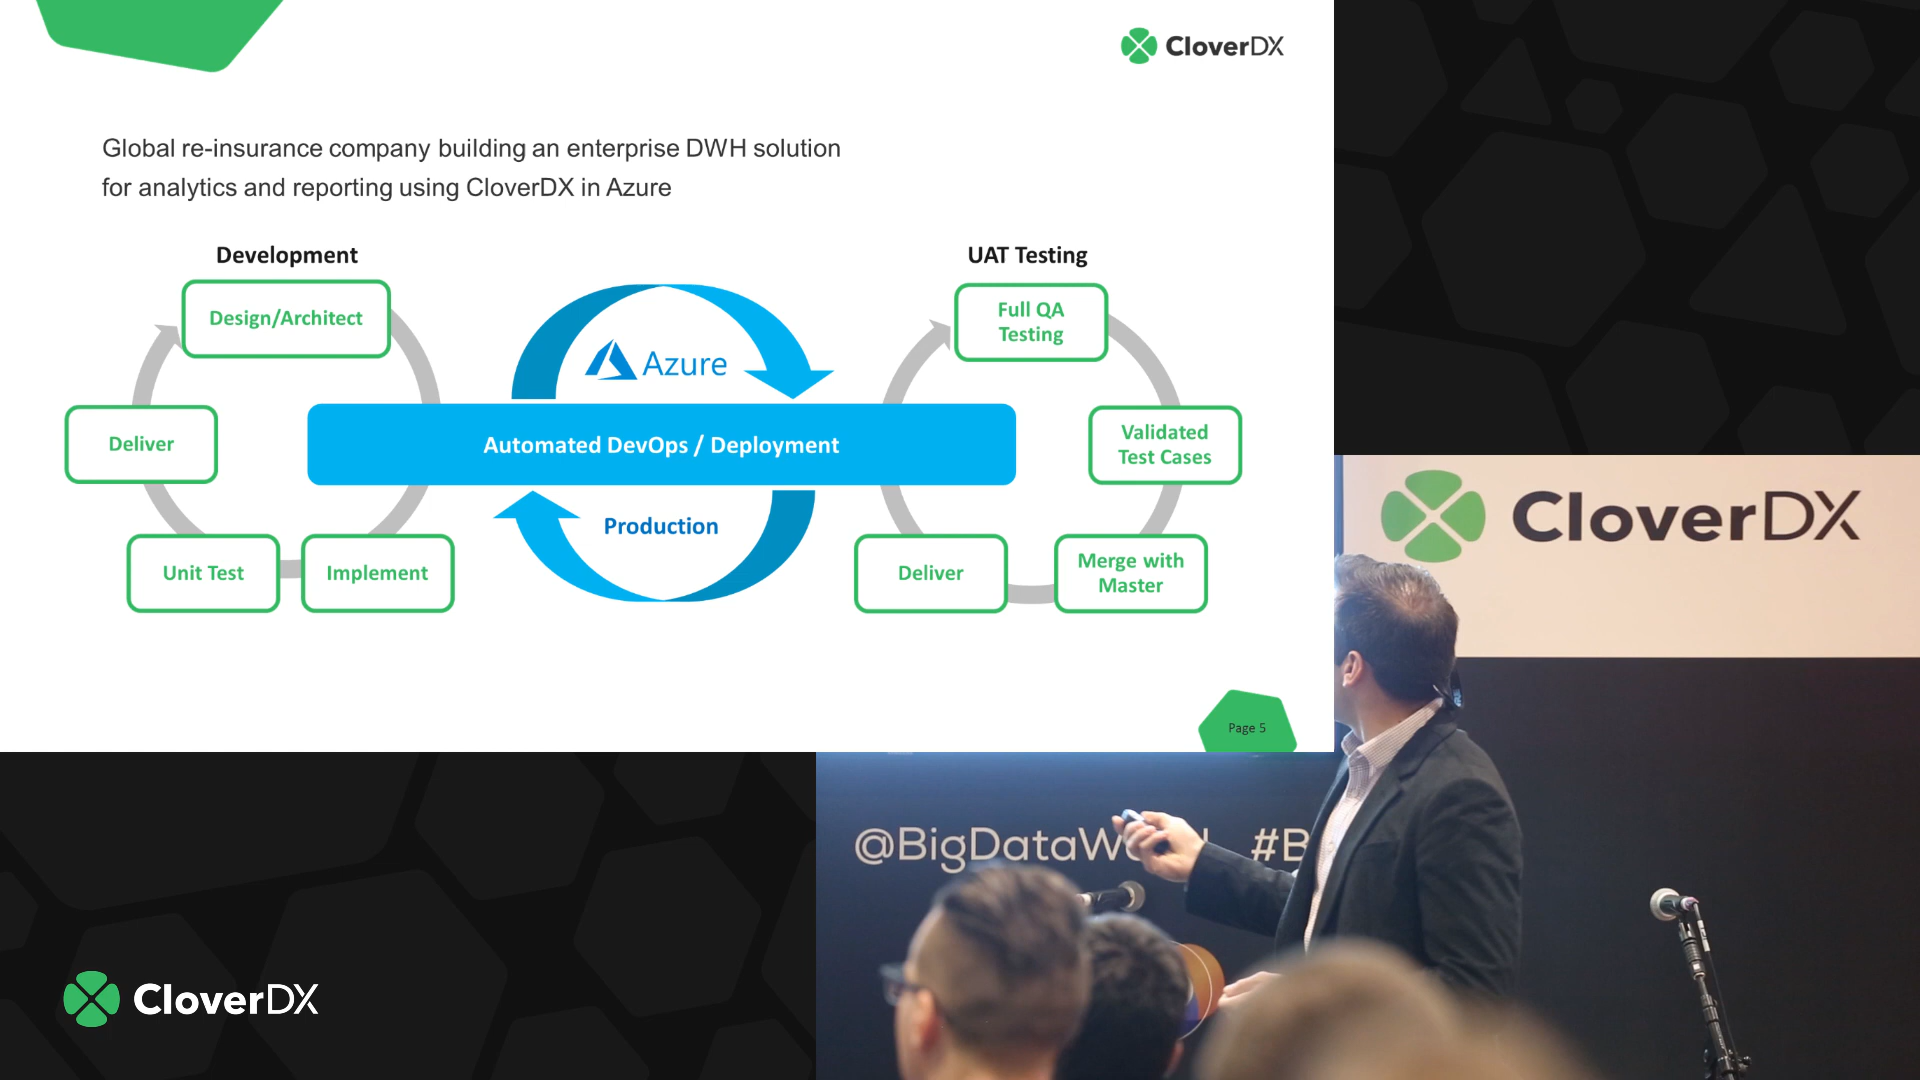 CloverDX
Global re-insurance company building an enterprise DWH solution
for analytics and reporting using CloverDX in Azure
Development
UAT Testing
Design/Architect
Full QA
Testing
Azure
Deliver
Automated DevOps / Deployment
Validated
Test Cases
Production
Unit Test
Implement
Deliver
Merge with
Master
Page 5
CloverDX
@BigDataW
#B
CloverDX